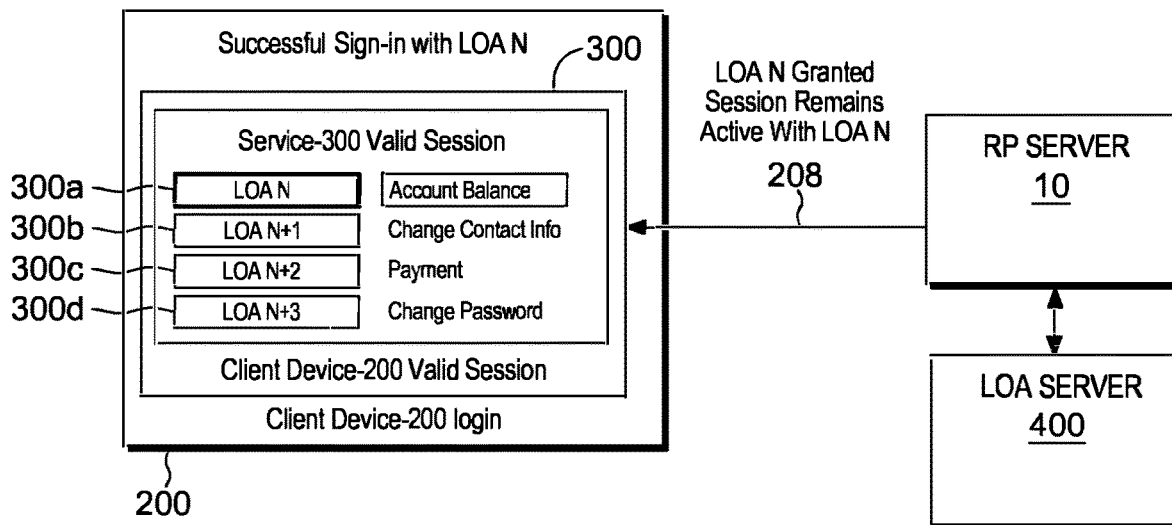 Successful Sign-in with LOA N
300
Service-300 Valid Session
300a
LOA N
Account Balance
300b
LOA N+1
Change Contact Info
300c
LOA N+2
Payment
300d
LOA N+3
Change Password
Client Device-200 Valid Session
Client Device-200 login
200
LOA N Granted
Session Remains
Active With LOA N
208
RP SERVER
10
LOA SERVER
400